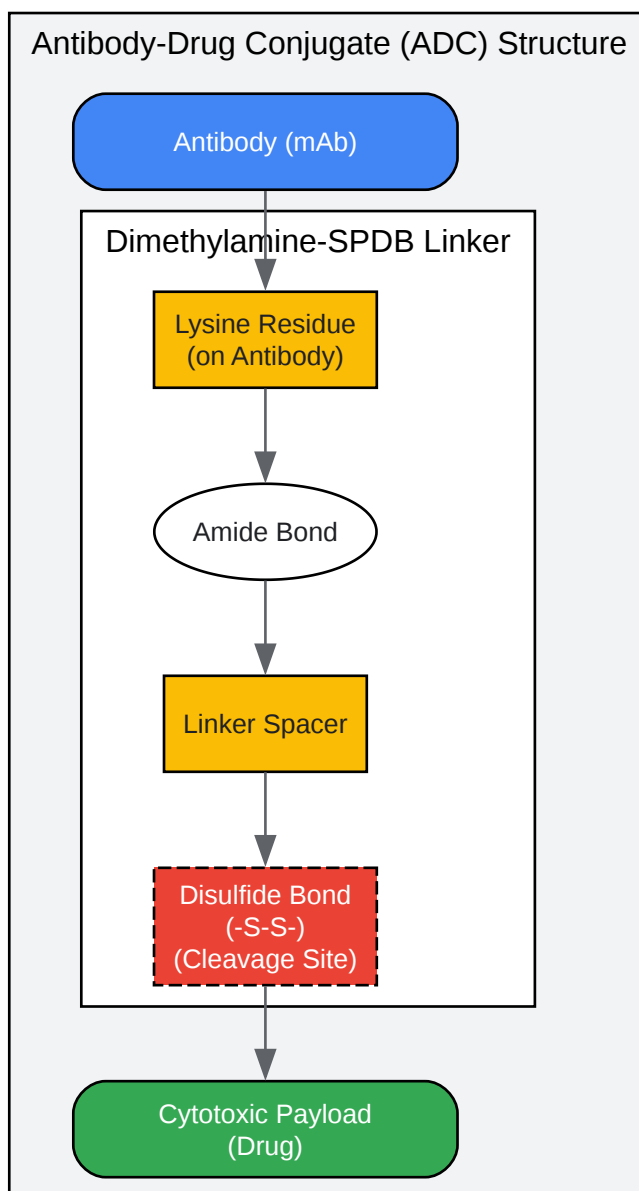 Antibody-Drug Conjugate (ADC) Structure
Antibody (mAb)
Dimethylamine-SPDB Linker
Lysine Residue
(on Antibody)
Amide Bond
Linker Spacer
Disulfide Bond
(-S-S-)
(Cleavage Site)
Cytotoxic Payload
(Drug)